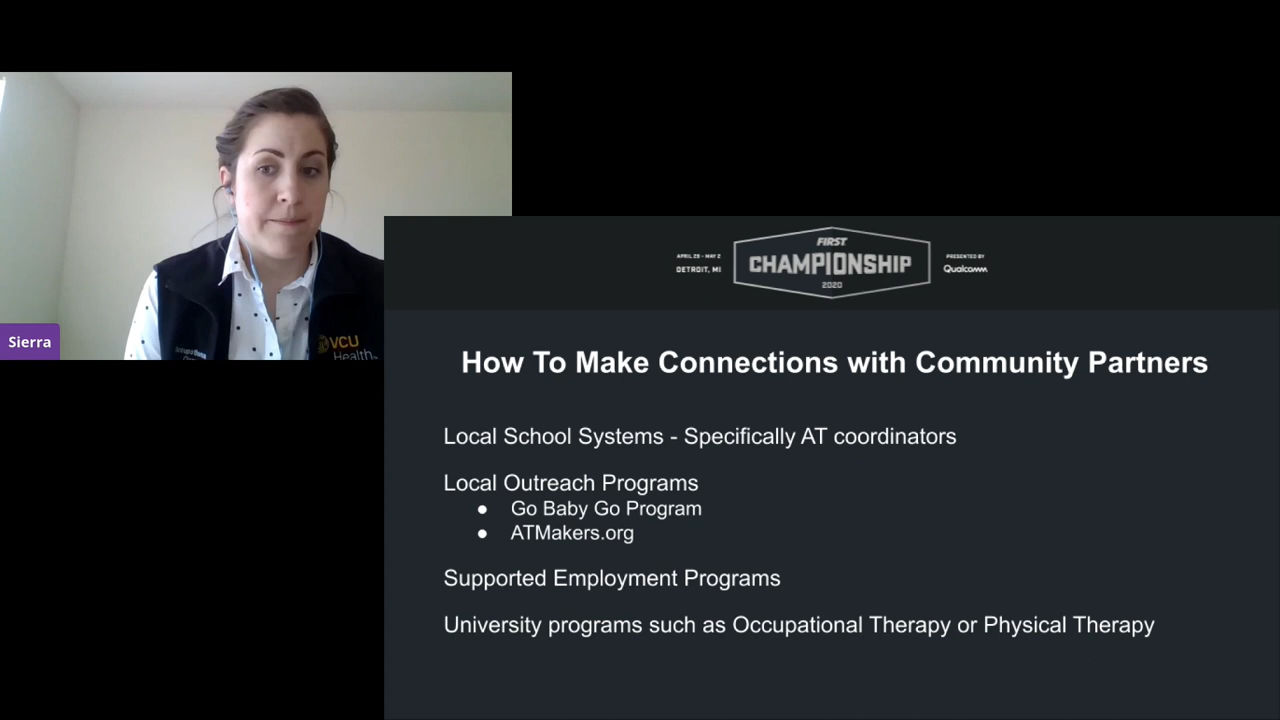 Sierra
VCU
Health
FIRST
APRIL 29 - MAY 2
DETROIT, MI
CHAMPIONSHIP
2020
PRESENTED BY
Qualcomm
How To Make Connections with Community Partners
Local School Systems - Specifically AT coordinators
Local Outreach Programs
● Go Baby Go Program
● ATMakers.org
Supported Employment Programs
University programs such as Occupational Therapy or Physical Therapy